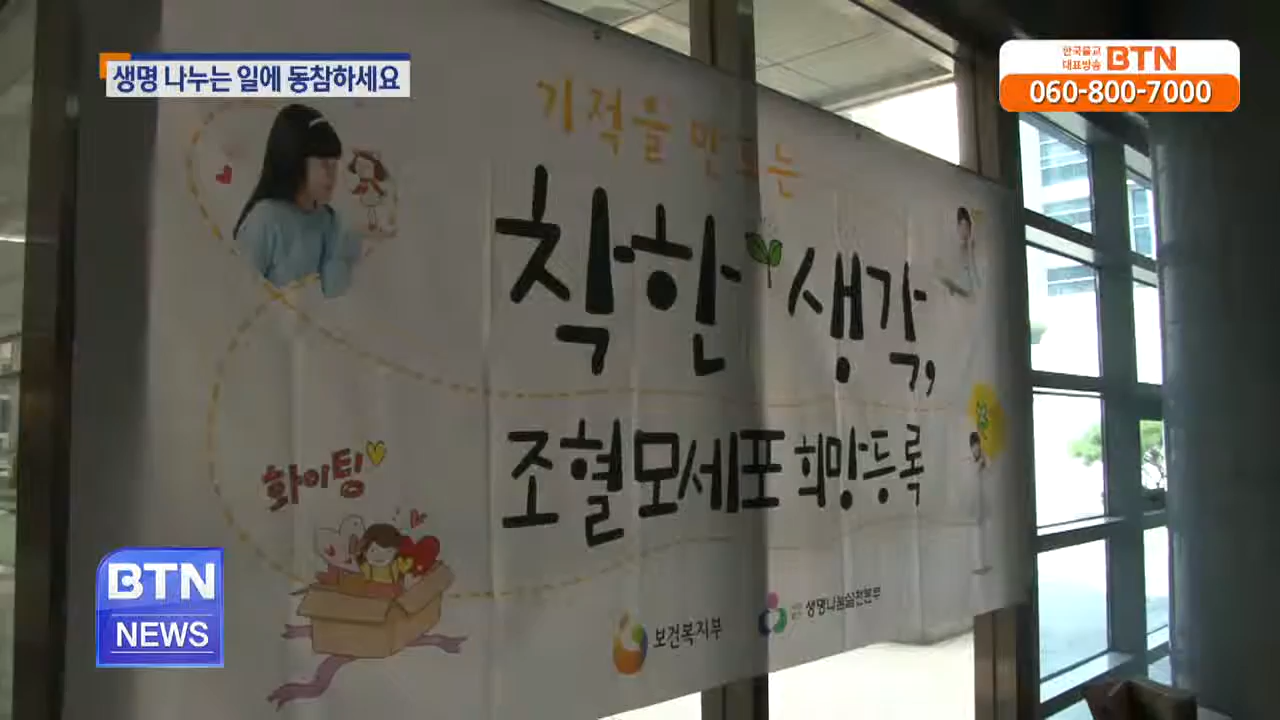 생명 나누는 일에 동참하세요
한국불교
대표방송
BTN
060-800-7000
기적을 만드는
착한 생각,
조혈모세포 희망등록
화이팅
보건복지부
생명나눔실천본부
BTN
NEWS